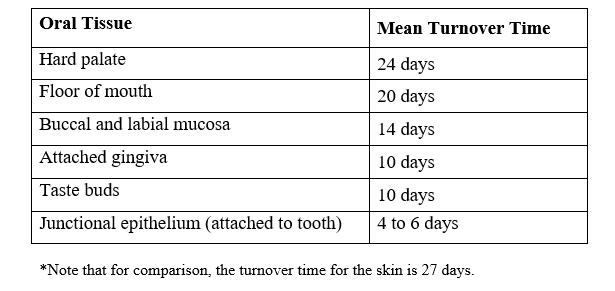 Oral Tissue Mean Turnover Time
Hard palate 24 days
Floor of mouth 20 days
Buccal and labial mucosa 14 days
Attached gingiva 10 days
Taste buds 10 days
Junctional epithelium (attached to tooth) 4 to 6 days
*Note that for comparison, the turnover time for the skin is 27 days.